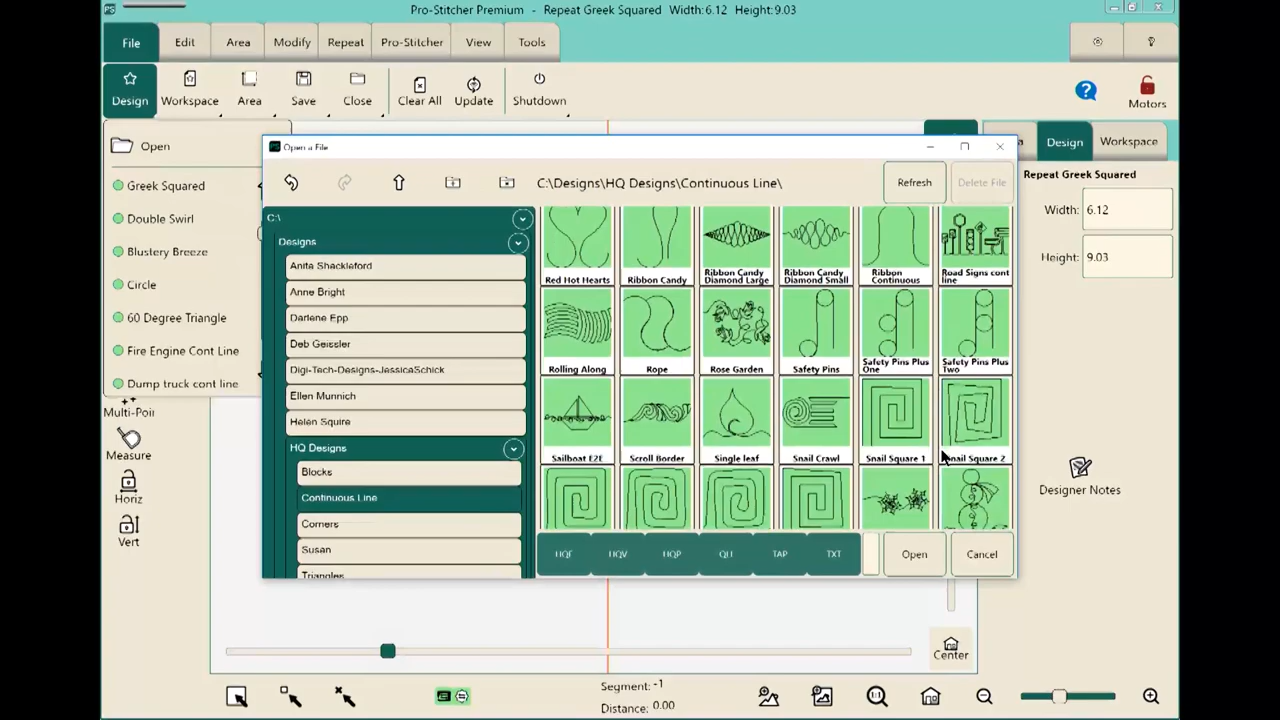 PS
Pro-Stitcher Premium - Repeat Greek Squared Width:6.12 Height:9.03
File Edit Area Modify Repeat Pro-Stitcher View Tools
Design Workspace Area Save Close Clear All Update Shutdown
?
Motors
Open
Greek Squared
Double Swirl
Blustery Breeze
Circle
60 Degree Triangle
Fire Engine Cont Line
Dump truck cont line
Multi-Poir
Measure
Horiz
Vert
Open a File
C:\Designs\HQ Designs\Continuous Line\
Refresh
Delete File
C:\
Designs
Anita Shackleford
Anne Bright
Darlene Epp
Deb Geissler
Digi-Tech-Designs-JessicaSchick
Ellen Munnich
Helen Squire
HQ Designs
Blocks
Continuous Line
Corners
Susan
Triangles
Red Hot Hearts
Ribbon Candy
Ribbon Candy Diamond Large
Ribbon Candy Diamond Small
Ribbon Continuous
Road Signs cont line
Rolling Along
Rope
Rose Garden
Safety Pins
Safety Pins Plus One
Safety Pins Plus Two
Sailboat E2E
Scroll Border
Single leaf
Snail Crawl
Snail Square 1
Snail Square 2
HQF HQV HQP QLI TAP TXT
Open
Cancel
a
Design
Workspace
Repeat Greek Squared
Width: 6.12
Height: 9.03
Designer Notes
Center
Segment: -1
Distance: 0.00
1:1